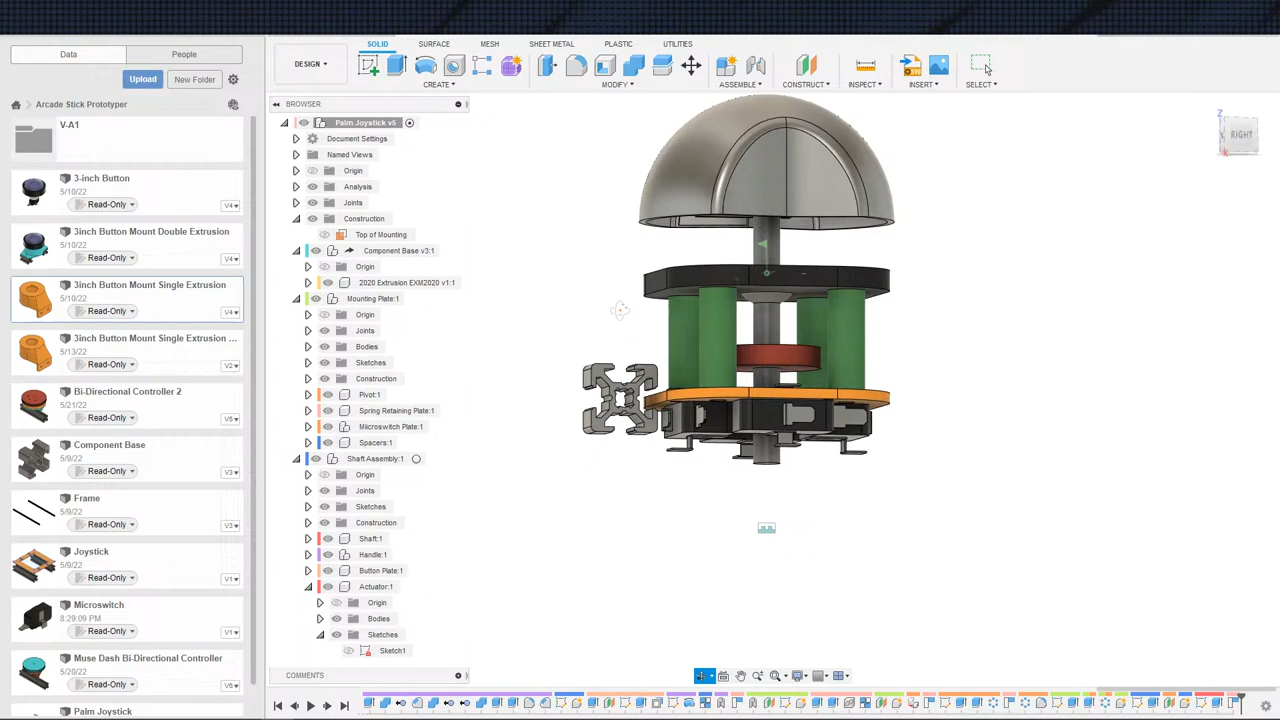 Data
People
Upload
New Folder
Arcade Stick Prototyper
V-A1
3-inch Button
5/10/22
Read-Only
V4
3inch Button Mount Double Extrusion
5/10/22
Read-Only
V4
3inch Button Mount Single Extrusion
5/10/22
Read-Only
V4
3inch Button Mount Single Extrusion ...
5/13/22
Read-Only
V2
Bi-Directional Controller 2
5/21/22
Read-Only
V5
Component Base
5/9/22
Read-Only
V3
Frame
5/9/22
Read-Only
V3
Joystick
5/9/22
Read-Only
V1
Microswitch
8:29:09 PM
Read-Only
V1
Muse Dash Bi-Directional Controller
5/20/22
Read-Only
Palm Joystick
SOLID
SURFACE
MESH
SHEET METAL
PLASTIC
UTILITIES
DESIGN
CREATE
MODIFY
ASSEMBLE
CONSTRUCT
INSPECT
INSERT
SELECT
BROWSER
Palm Joystick v5
Document Settings
Named Views
Origin
Analysis
Joints
Construction
Top of Mounting
Component Base v3:1
Origin
2020 Extrusion EXM2020 v1:1
Mounting Plate:1
Origin
Joints
Bodies
Sketches
Construction
Pivot:1
Spring Retaining Plate:1
Miicroswitch Plate:1
Spacers:1
Shaft Assembly:1
Origin
Joints
Sketches
Construction
Shaft:1
Handle:1
Button Plate:1
Actuator:1
Origin
Bodies
Sketches
Sketch1
COMMENTS
Z
RIGHT
X